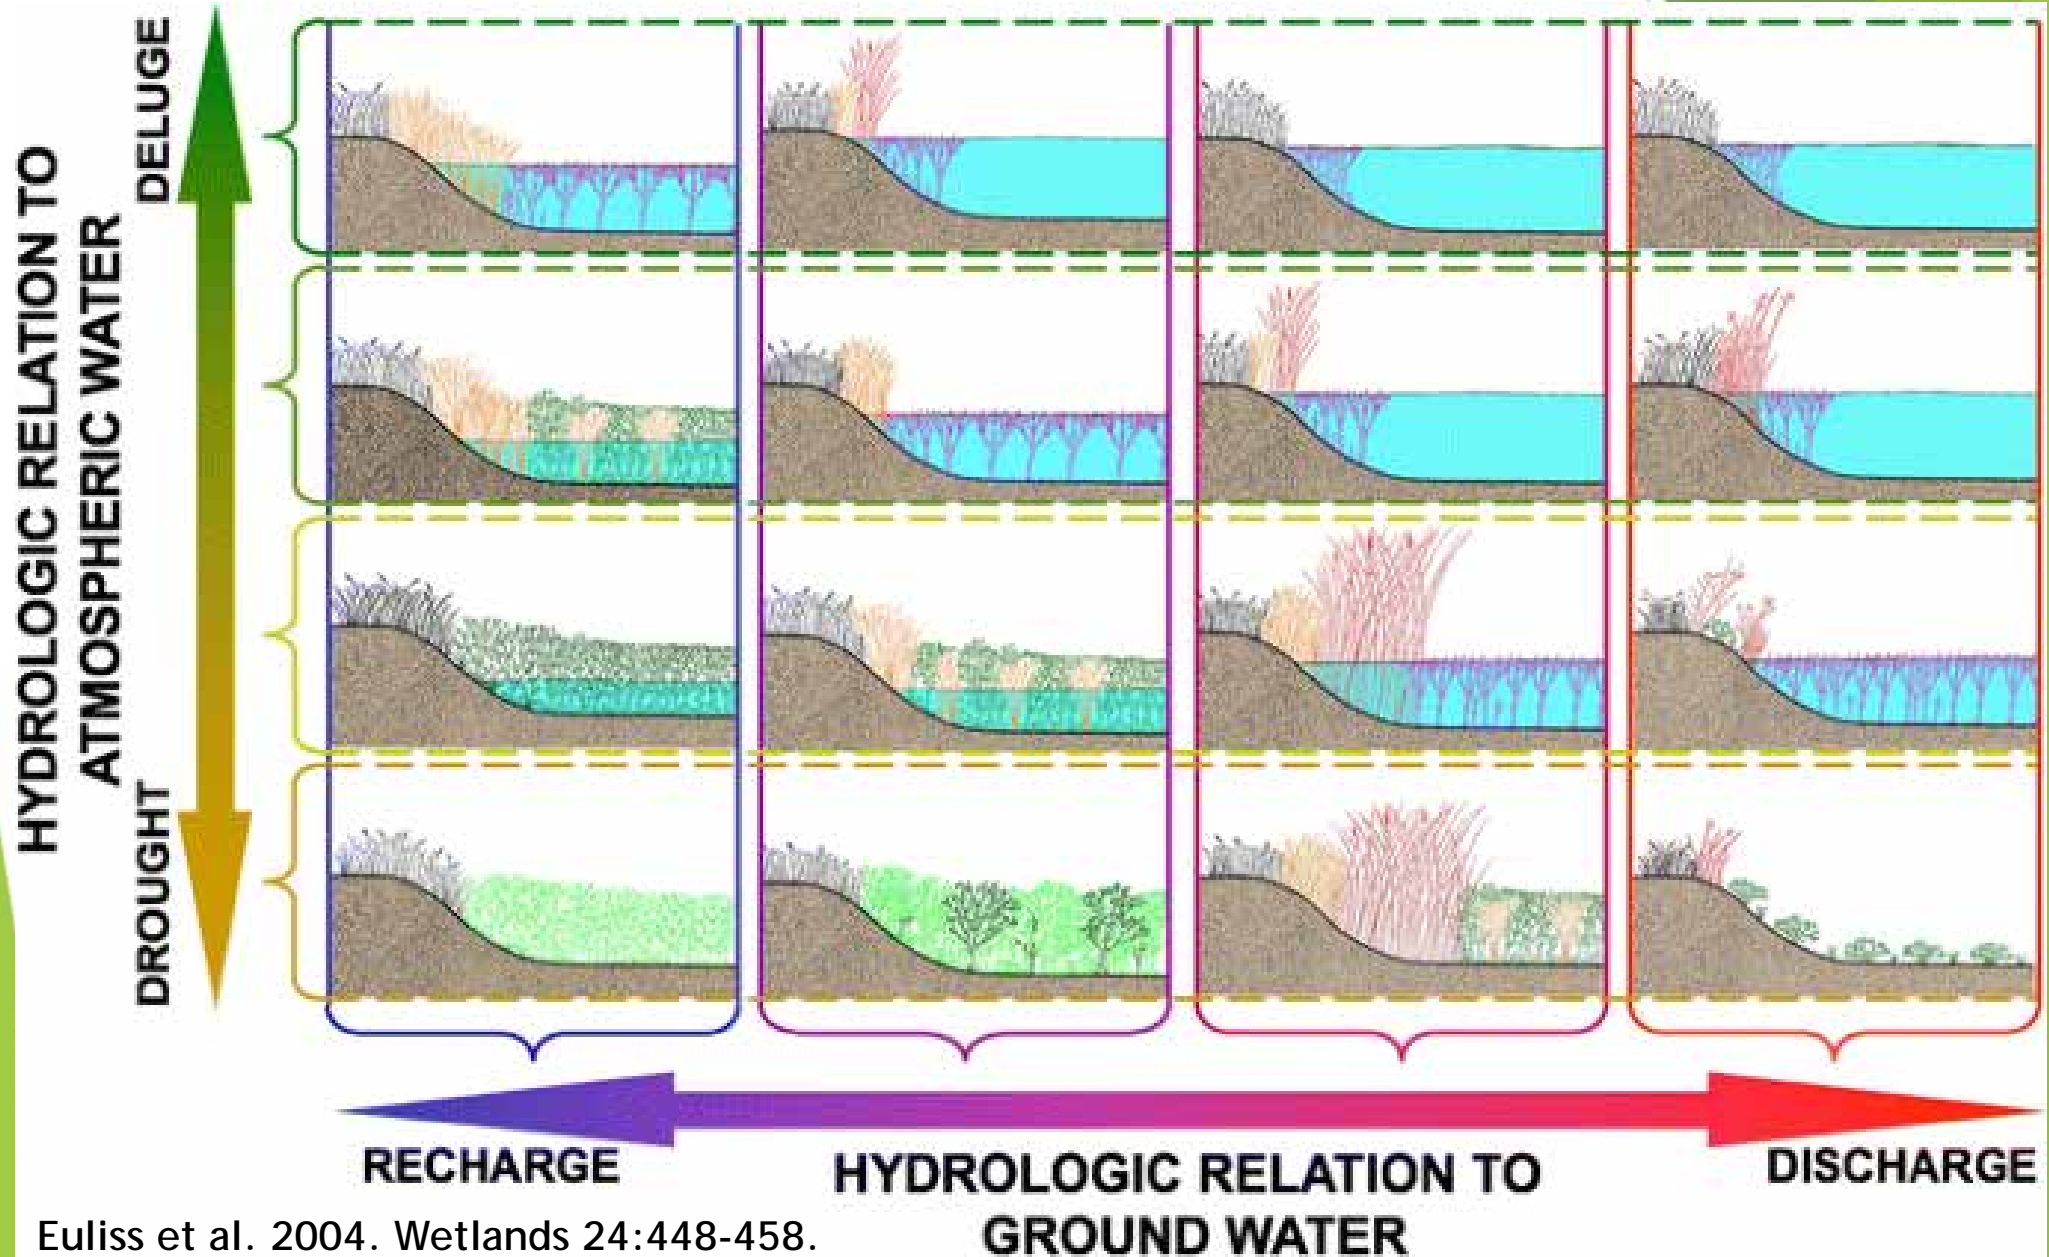 HYDROLOGIC RELATION TO
ATMOSPHERIC WATER
DELUGE
DROUGHT
RECHARGE
HYDROLOGIC RELATION TO
GROUND WATER
DISCHARGE
Euliss et al. 2004. Wetlands 24:448-458.